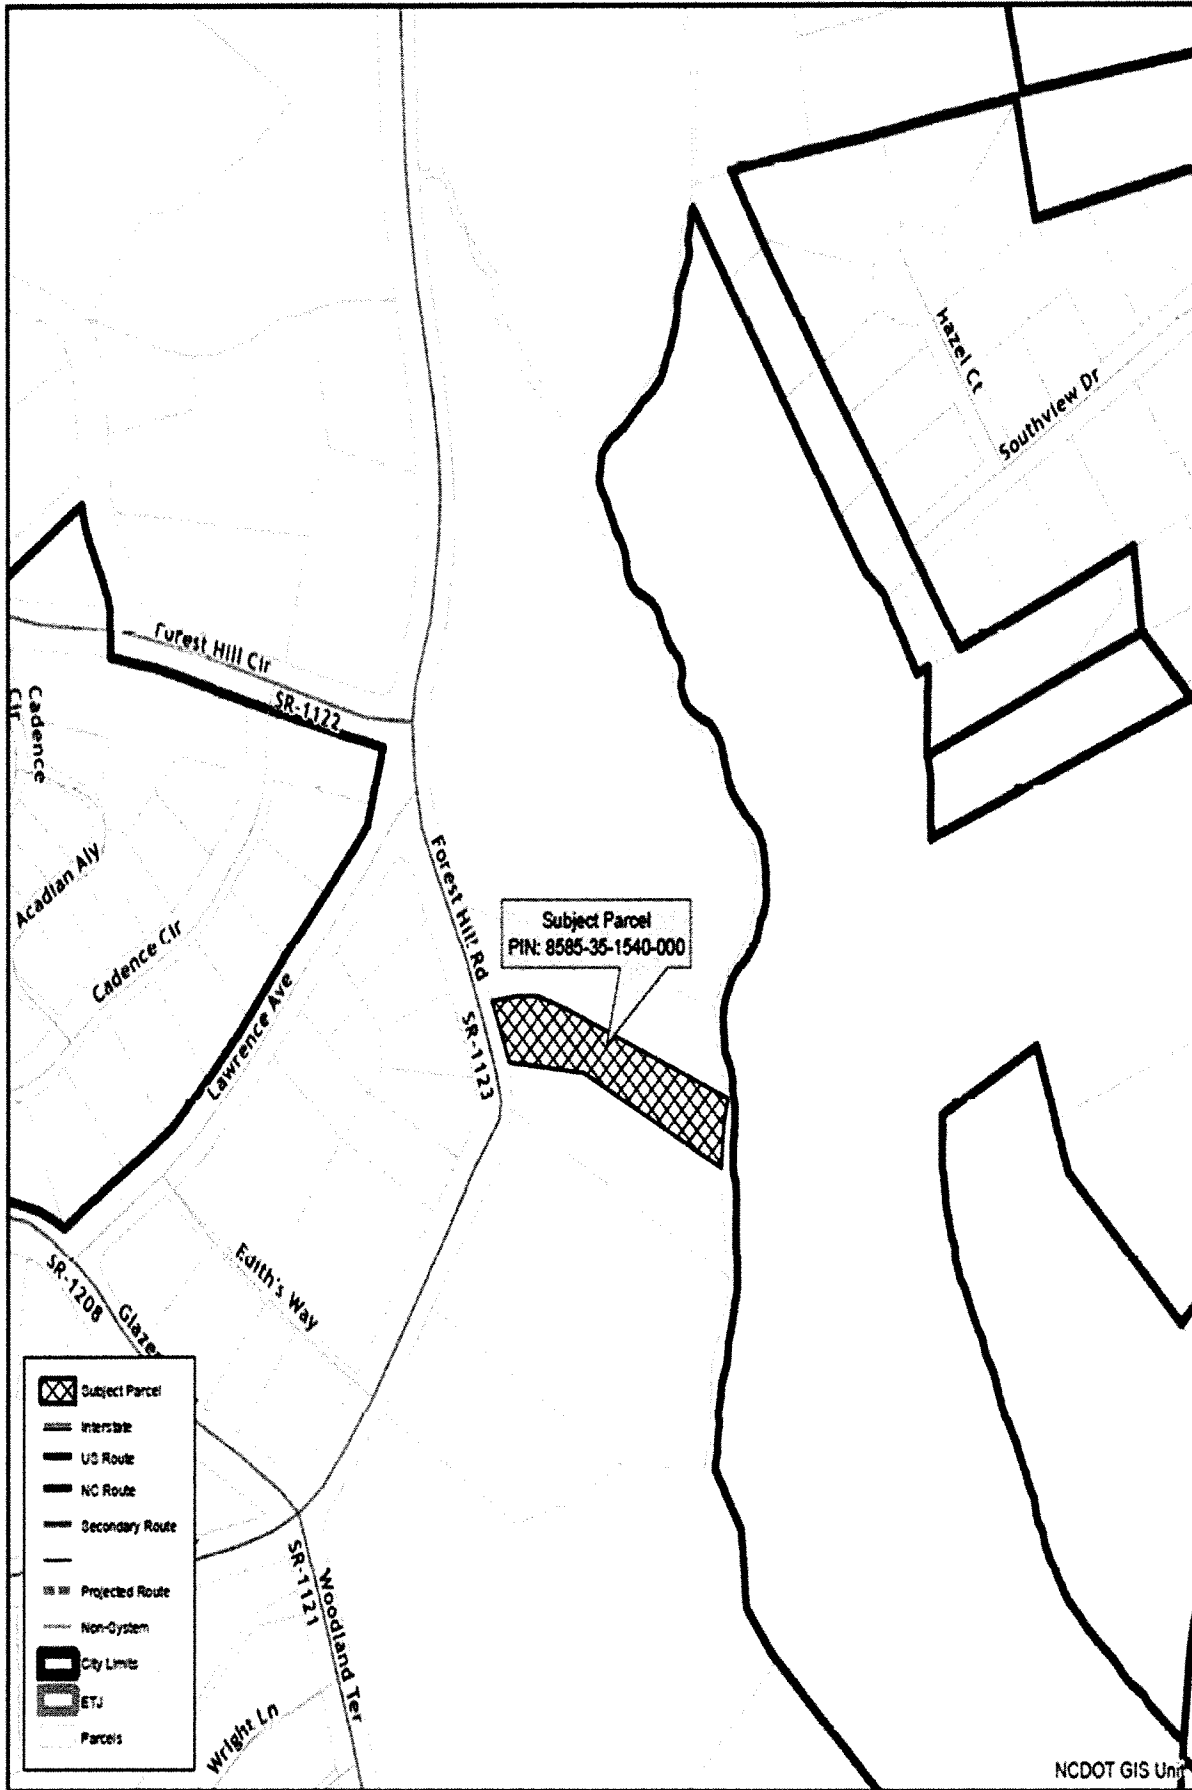 Hazel Ct
Southview Dr
Forest Hill Cir
SR-1122
Cadence
Cir
Acadian Aly
Cadence Cir
Forest Hill Rd
SR-1123
Subject Parcel
PIN: 8585-35-1540-000
Lawrence Ave
Edith's Way
SR-1208
Glaze
Subject Parcel
Interstate
US Route
NC Route
Secondary Route
Projected Route
Non-System
City Limits
ETJ
Parcels
SR-1121
Woodland Ter
Wright Ln
NCDOT GIS Unit